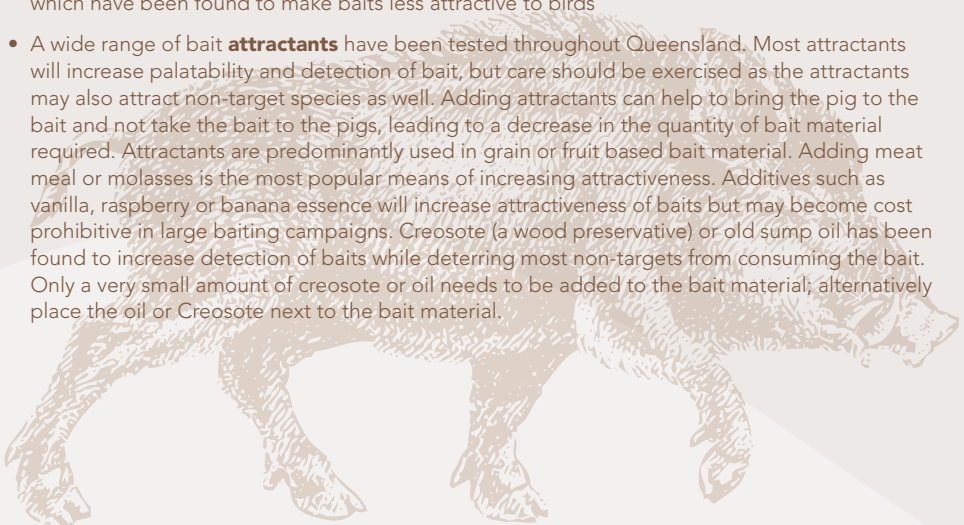 which have been found to make baits less attractive to birds
• A wide range of bait attractants have been tested throughout Queensland. Most attractants
will increase palatability and detection of bait, but care should be exercised as the attractants
may also attract non-target species as well. Adding attractants can help to bring the pig to the
bait and not take the bait to the pigs, leading to a decrease in the quantity of bait material
required. Attractants are predominantly used in grain or fruit based bait material. Adding meat
meal or molasses is the most popular means of increasing attractiveness. Additives such as
vanilla, raspberry or banana essence will increase attractiveness of baits but may become cost
prohibitive in large baiting campaigns. Creosote (a wood preservative) or old sump oil has been
found to increase detection of baits while deterring most non-targets from consuming the bait.
Only a very small amount of creosote or oil needs to be added to the bait material; alternatively
place the oil or Creosote next to the bait material.